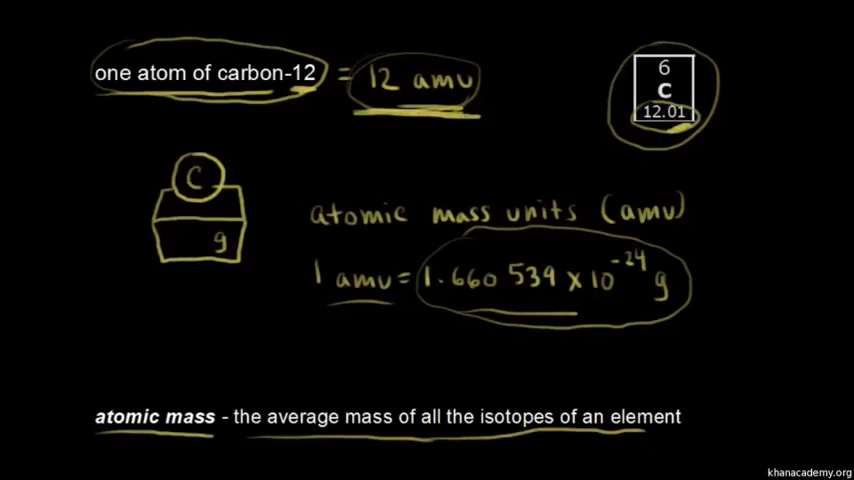 one atom of carbon-12 = 12 amu
6
C
12.01
C
g
atomic mass units (amu)
1 amu = 1.660 539 x 10^-24 g
atomic mass - the average mass of all the isotopes of an element
khanacademy.org